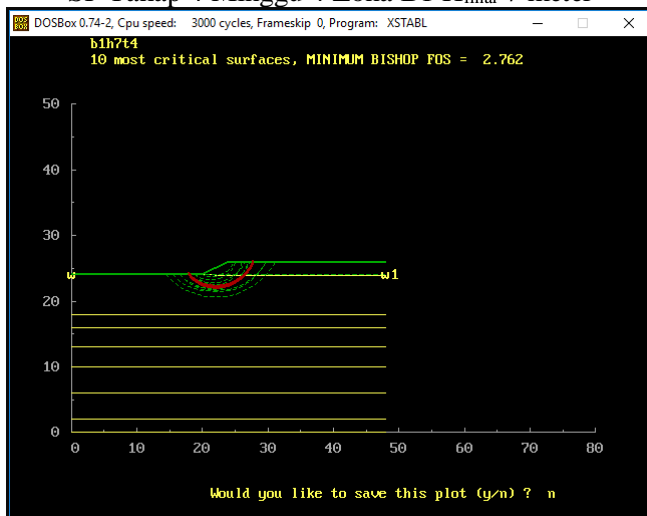 DOSBox 0.74-2, Cpu speed: 3000 cycles, Frameskip 0, Program: XSTABL
b1h7t4
10 most critical surfaces, MINIMUM BISHOP FOS = 2.762
50
40
30
w
w1
20
10
0
0 10 20 30 40 50 60 70 80
Would you like to save this plot (y/n) ? n